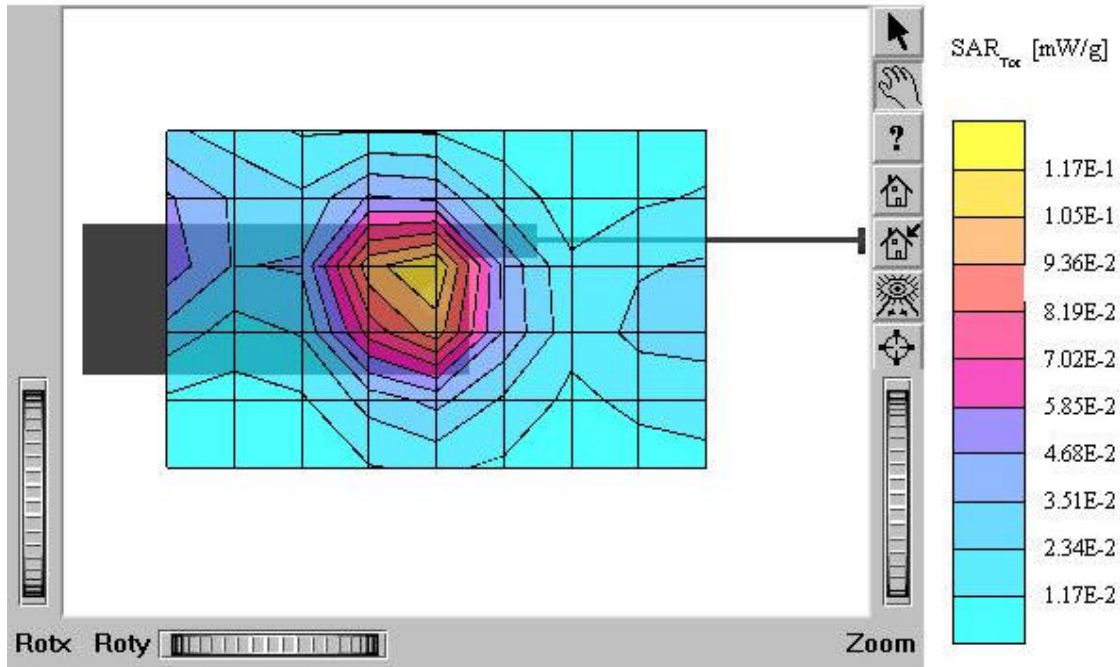 SARTot [mW/g]
?
1.17E-1
1.05E-1
9.36E-2
8.19E-2
7.02E-2
5.85E-2
4.68E-2
3.51E-2
2.34E-2
1.17E-2
Rotx Roty Zoom